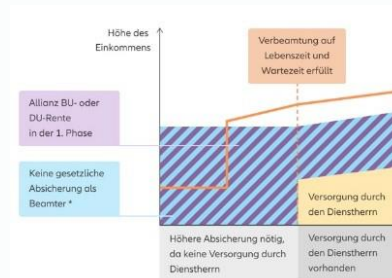 Höhe des
Einkommens
Verbeamtung auf
Lebenszeit und
Wartezeit erfüllt
Allianz BU- oder
DU-Rente
in der 1. Phase
Keine gesetzliche
Absicherung als
Beamter *
Versorgung durch
den Dienstherrn
Höhere Absicherung nötig,
da keine Versorgung durch
Dienstherrn
Versorgung durch
den Dienstherrn
vorhanden